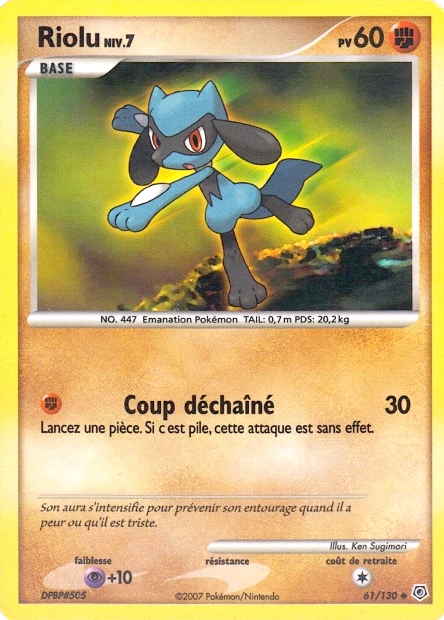 Riolu NIV.7
PV 60
BASE
NO. 447 Emanation Pokémon TAIL: 0,7 m PDS: 20,2 kg
Coup déchaîné 30
Lancez une pièce. Si c'est pile, cette attaque est sans effet.
Son aura s'intensifie pour prévenir son entourage quand il a
peur ou qu'il est triste.
Illus. Ken Sugimori
faiblesse résistance coût de retraite
+10
DPBP#505 ©2007 Pokémon/Nintendo 61/130